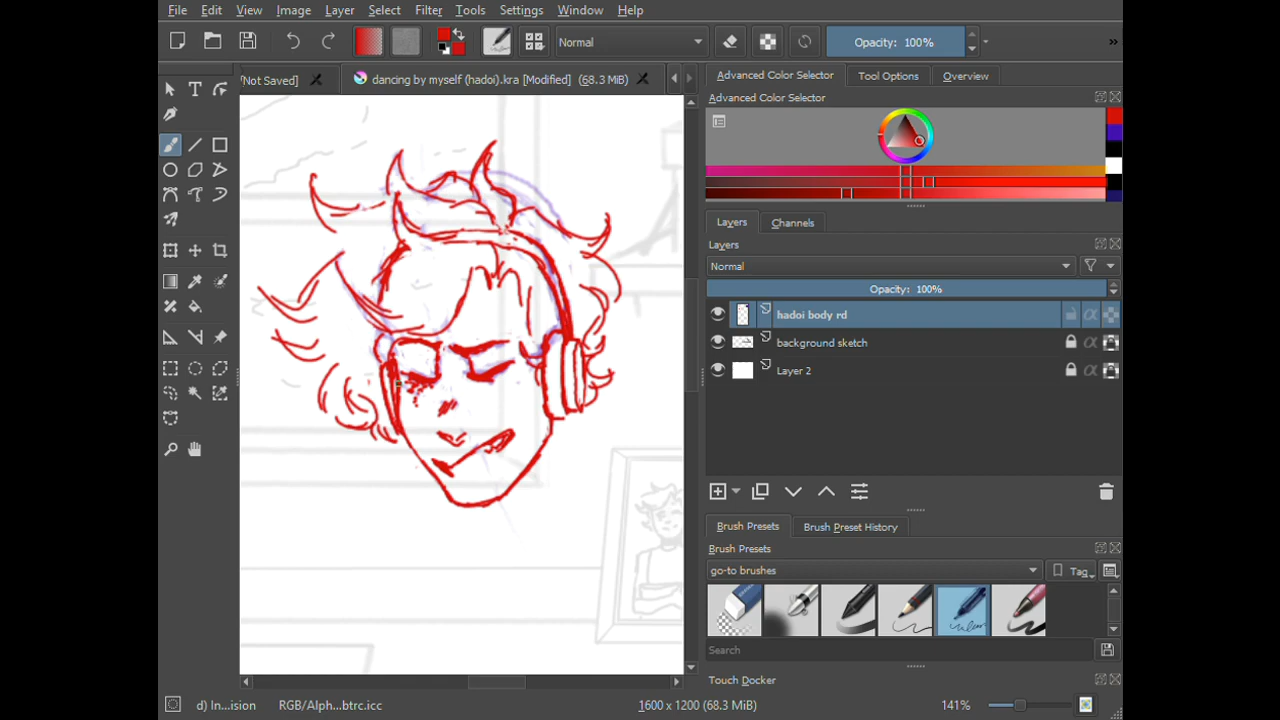 File Edit View Image Layer Select Filter Tools Settings Window Help
Normal Opacity: 100% »
[Not Saved] dancing by myself (hadoi).kra [Modified] (68.3 MiB)
Advanced Color Selector Tool Options Overview
Advanced Color Selector
Layers Channels
Layers
Normal
Opacity: 100%
hadoi body rd
background sketch
Layer 2
Brush Presets Brush Preset History
Brush Presets
go-to brushes Tag
Search
Touch Docker
d) In...ision RGB/Alph...btrc.icc 1600 x 1200 (68.3 MiB) 141%